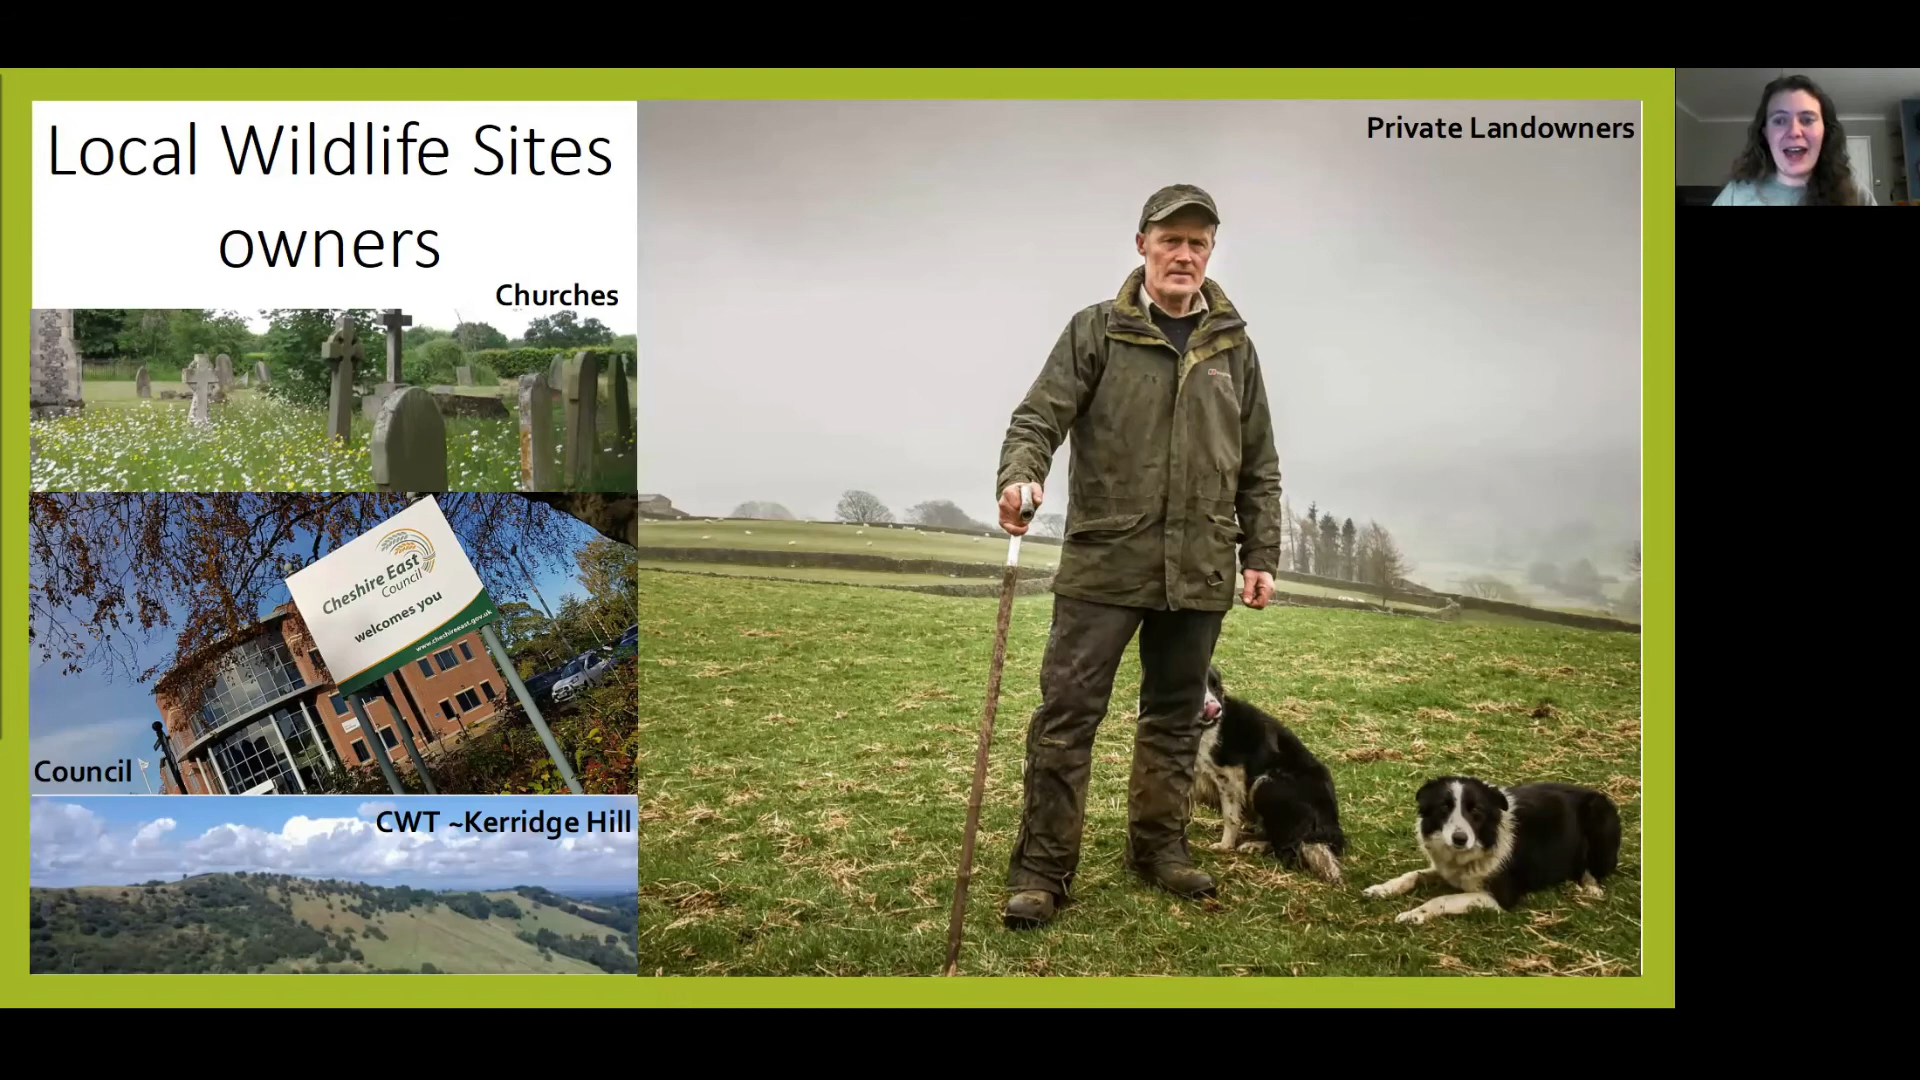 Local Wildlife Sites
owners
Churches
Private Landowners
Cheshire East
Council
welcomes you
www.cheshireeast.gov.uk
Council
CWT ~Kerridge Hill